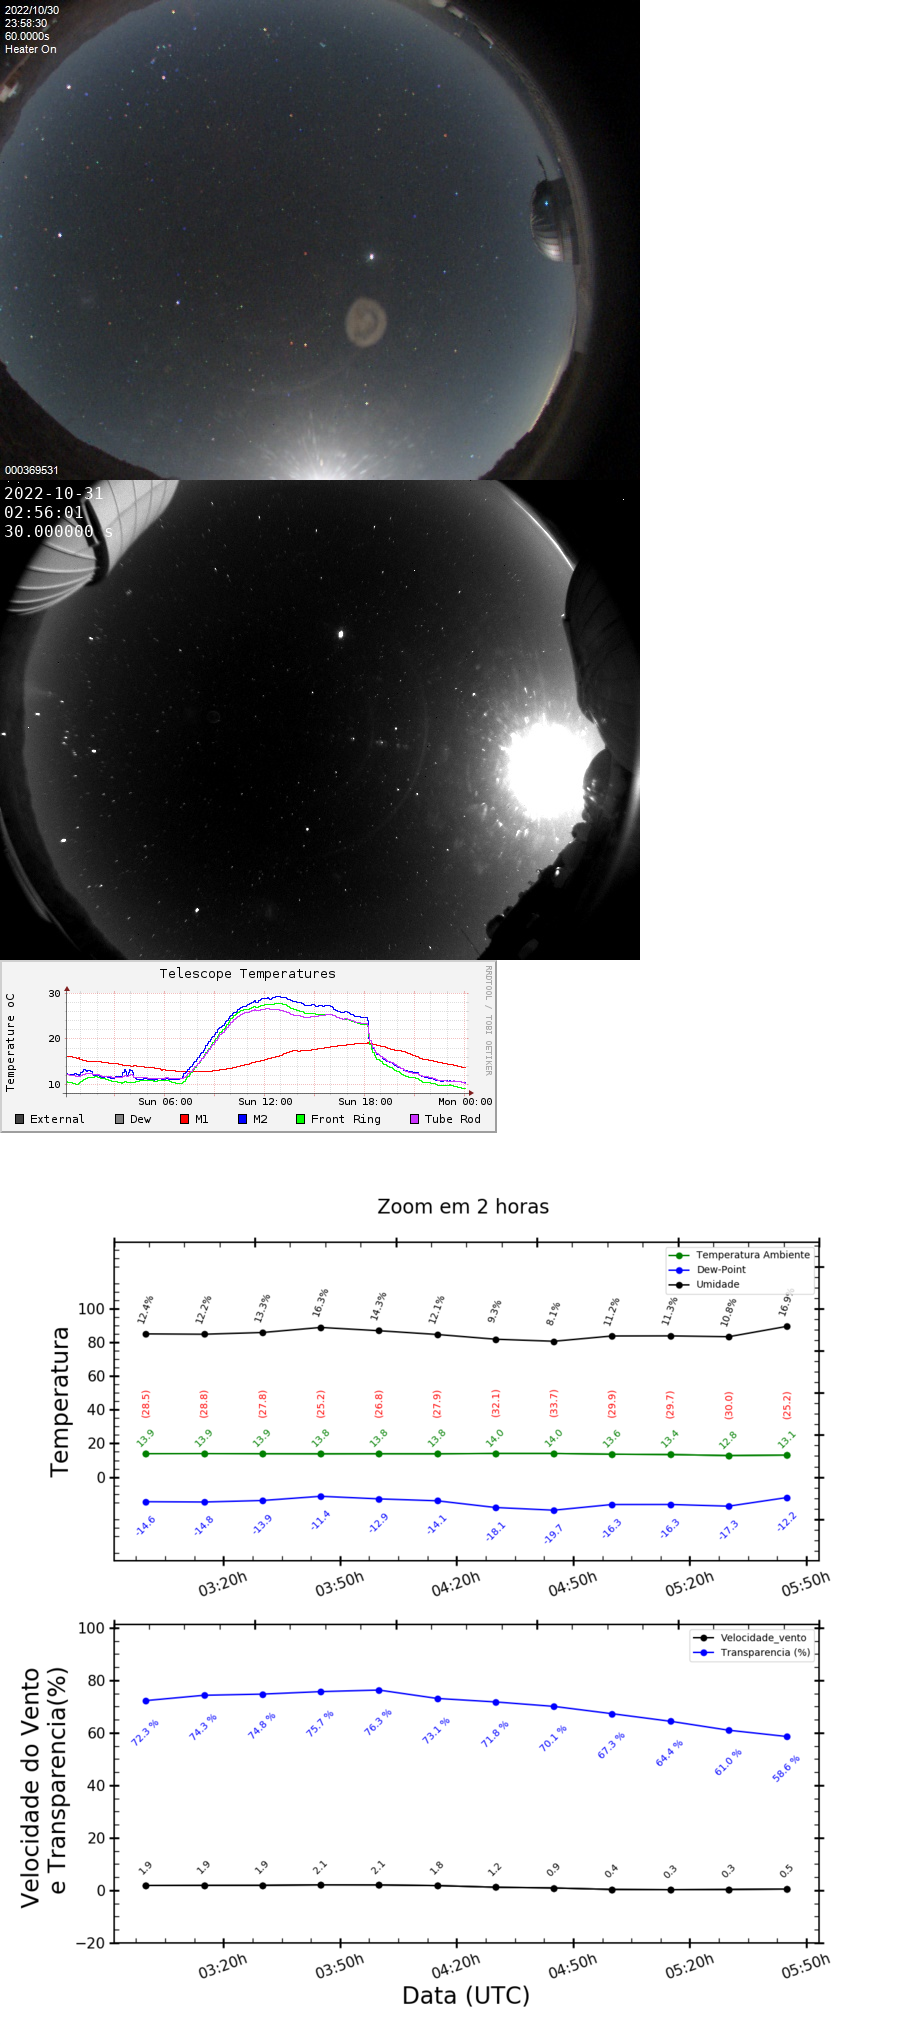 2022/10/30
23:58:30
60.0000s
Heater On
000369531
2022-10-31
02:56:01
30.000000 s
Telescope Temperatures
Temperature oC
RRDTOOL / TOBI OETIKER
30
20
10
Sun 06:00 Sun 12:00 Sun 18:00 Mon 00:00
External Dew M1 M2 Front Ring Tube Rod
Zoom em 2 horas
Temperatura
Temperatura Ambiente
Dew-Point
Umidade
100
80
60
40
20
0
12.4% 12.2% 13.3% 16.3% 14.3% 12.1% 9.3% 8.1% 11.2% 11.3% 10.8% 16.9%
(28.5) (28.8) (27.8) (25.2) (26.8) (27.9) (32.1) (33.7) (29.9) (29.7) (30.0) (25.2)
13.9 13.9 13.9 13.8 13.8 13.8 14.0 14.0 13.6 13.4 12.8 13.1
-14.6 -14.8 -13.9 -11.4 -12.9 -14.1 -18.1 -19.7 -16.3 -16.3 -17.3 -12.2
03:20h 03:50h 04:20h 04:50h 05:20h 05:50h
Velocidade do Vento
e Transparencia(%)
Velocidade_vento
Transparencia (%)
100
80
60
40
20
0
−20
72.3 % 74.3 % 74.8 % 75.7 % 76.3 % 73.1 % 71.8 % 70.1 % 67.3 % 64.4 % 61.0 % 58.6 %
1.9 1.9 1.9 2.1 2.1 1.8 1.2 0.9 0.4 0.3 0.3 0.5
03:20h 03:50h 04:20h 04:50h 05:20h 05:50h
Data (UTC)